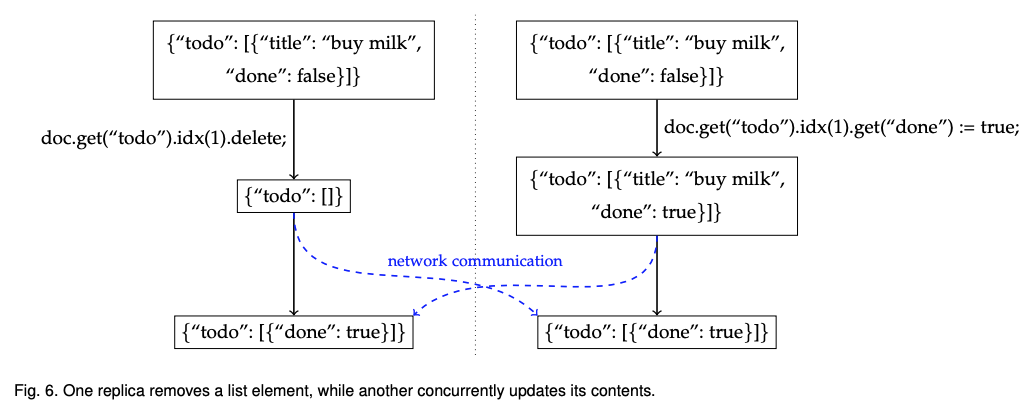 {“todo”: [{“title”: “buy milk”,
“done”: false}]}
{“todo”: [{“title”: “buy milk”,
“done”: false}]}
doc.get(“todo”).idx(1).delete;
doc.get(“todo”).idx(1).get(“done”) := true;
{“todo”: []}
{“todo”: [{“title”: “buy milk”,
“done”: true}]}
network communication
{“todo”: [{“done”: true}]}
{“todo”: [{“done”: true}]}
Fig. 6. One replica removes a list element, while another concurrently updates its contents.